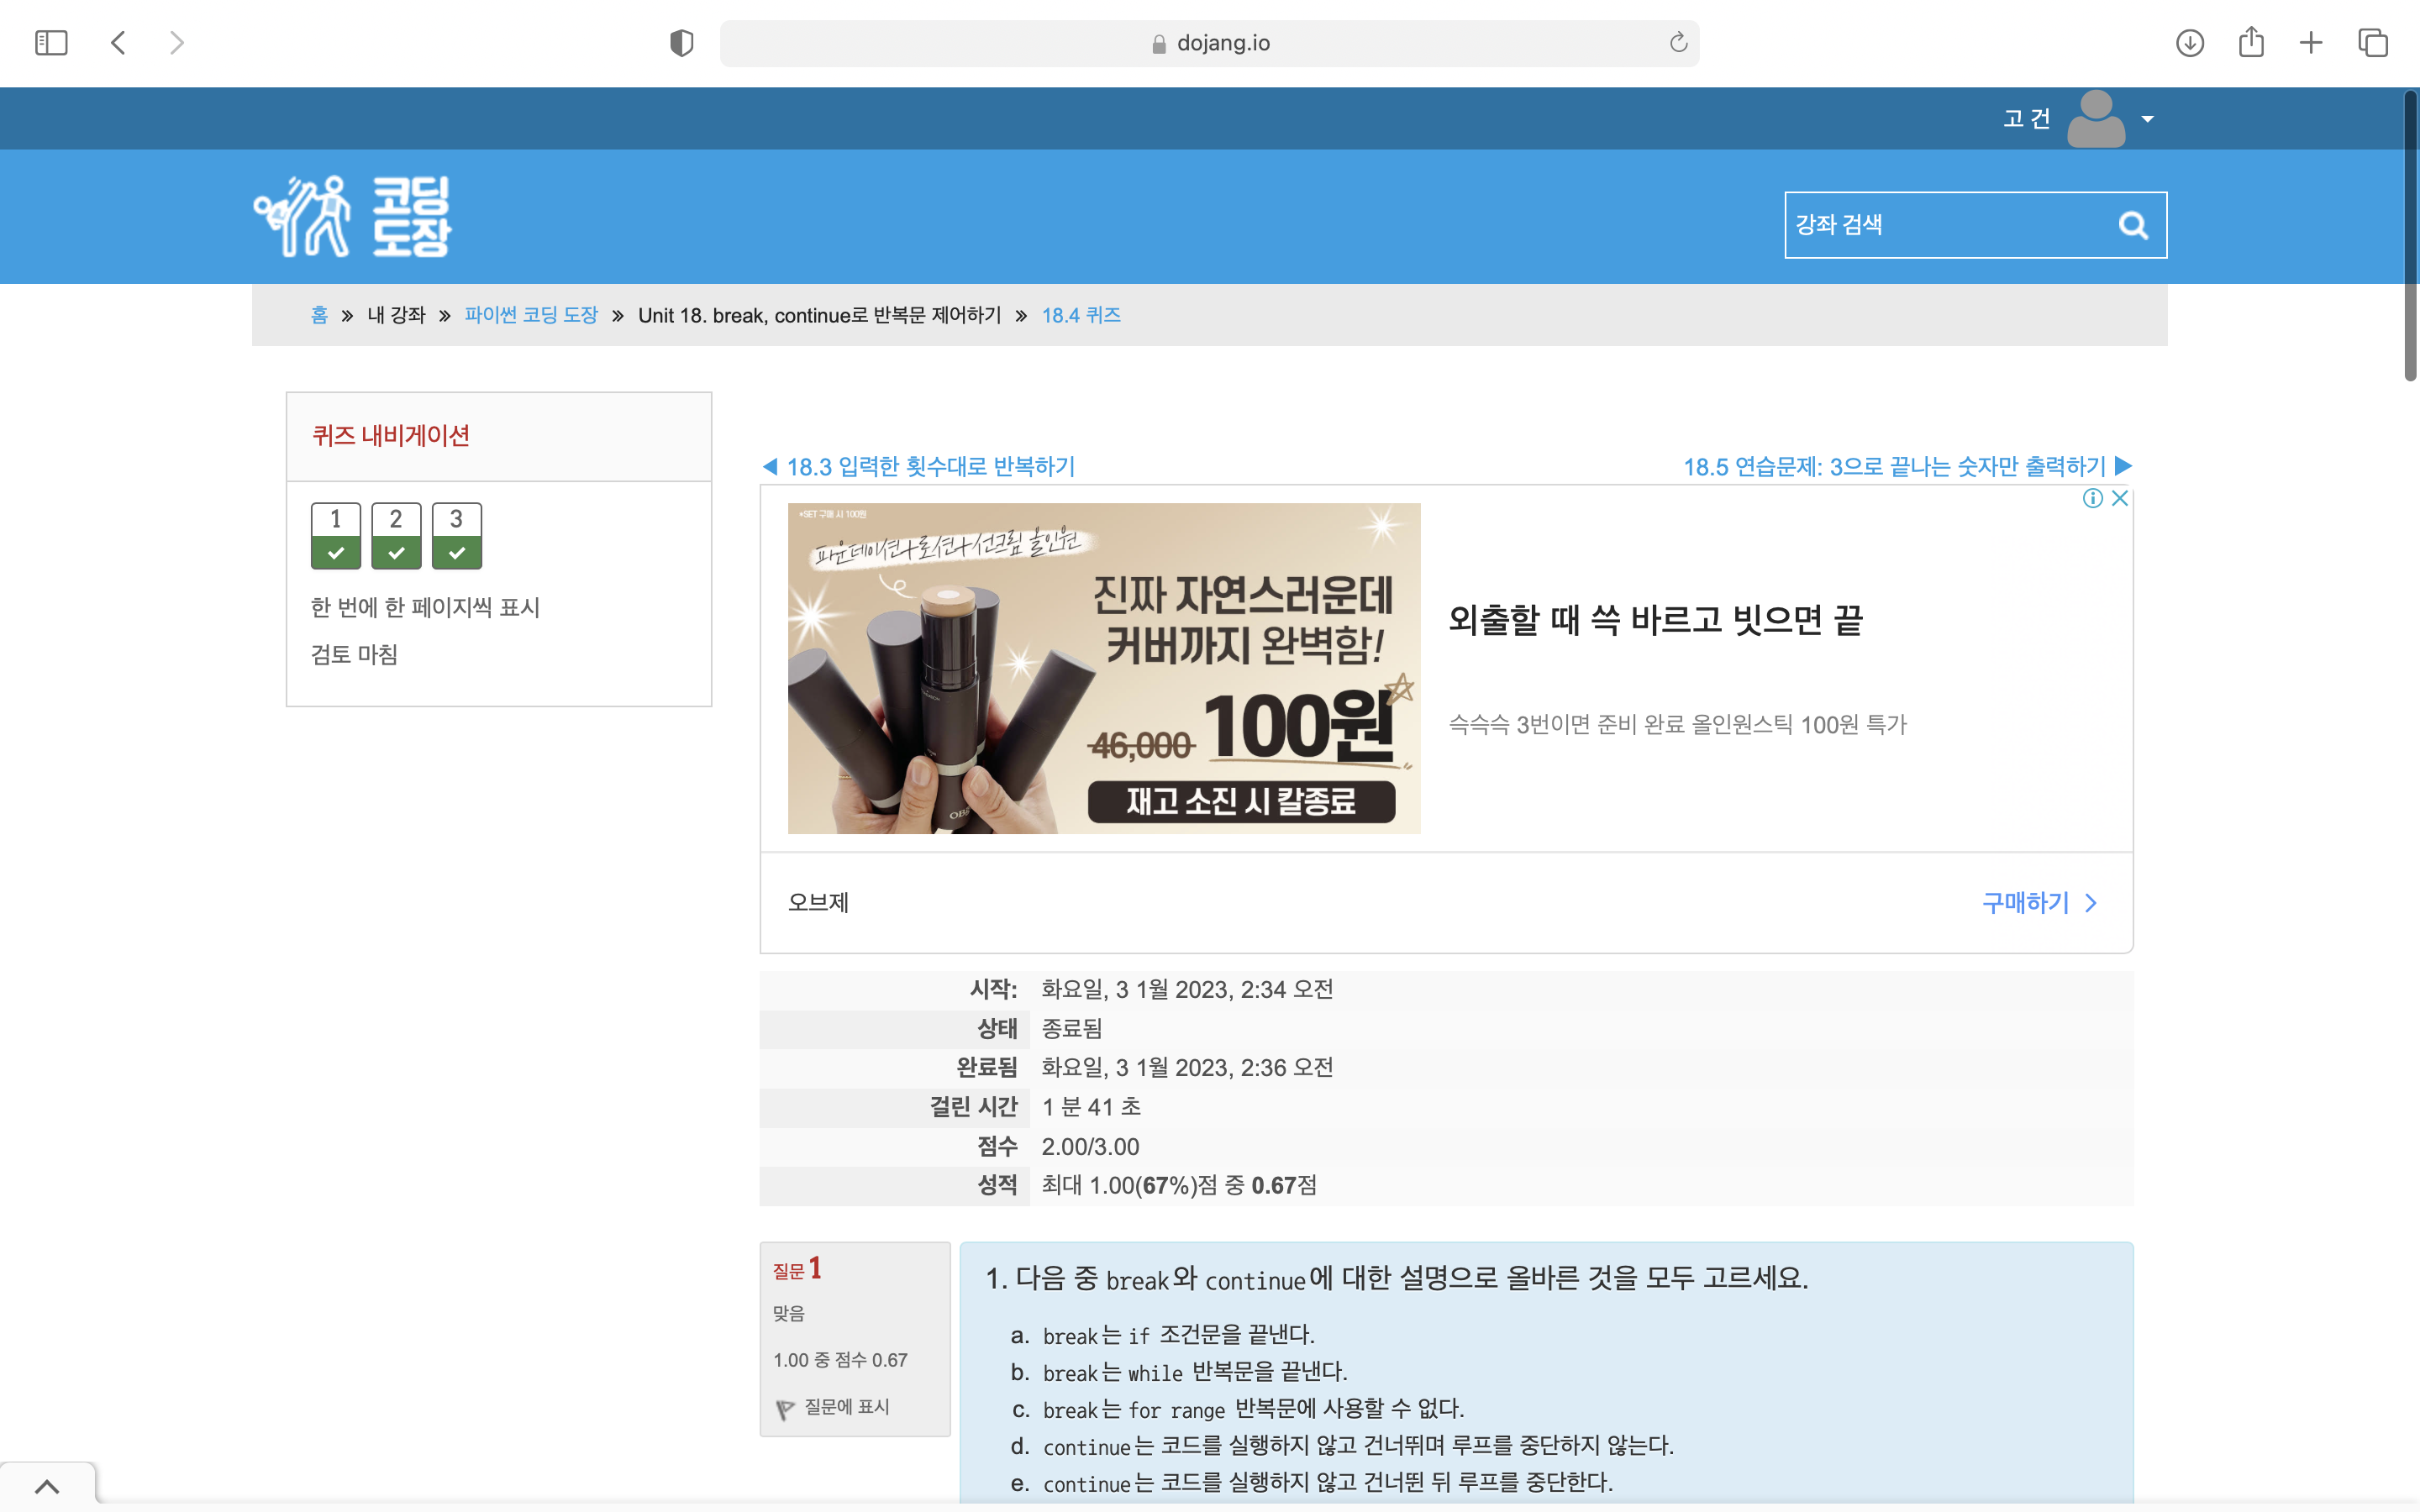 dojang.io
고 건
코딩
도장
강좌 검색
홈 » 내 강좌 » 파이썬 코딩 도장 » Unit 18. break, continue로 반복문 제어하기 » 18.4 퀴즈
퀴즈 내비게이션
1 2 3
한 번에 한 페이지씩 표시
검토 마침
◀ 18.3 입력한 횟수대로 반복하기
18.5 연습문제: 3으로 끝나는 숫자만 출력하기 ▶
*SET 구매 시 100원
파운데이션+로션+선크림 올인원
진짜 자연스러운데
커버까지 완벽함!
46,000 100원
재고 소진 시 칼종료
외출할 때 쓱 바르고 빗으면 끝
슥슥슥 3번이면 준비 완료 올인원스틱 100원 특가
오브제
구매하기
시작: 화요일, 3 1월 2023, 2:34 오전
상태 종료됨
완료됨 화요일, 3 1월 2023, 2:36 오전
걸린 시간 1 분 41 초
점수 2.00/3.00
성적 최대 1.00(67%)점 중 0.67점
질문 1
맞음
1.00 중 점수 0.67
질문에 표시
1. 다음 중 break와 continue에 대한 설명으로 올바른 것을 모두 고르세요.
a. break는 if 조건문을 끝낸다.
b. break는 while 반복문을 끝낸다.
c. break는 for range 반복문에 사용할 수 없다.
d. continue는 코드를 실행하지 않고 건너뛰며 루프를 중단하지 않는다.
e. continue는 코드를 실행하지 않고 건너뛴 뒤 루프를 중단한다.